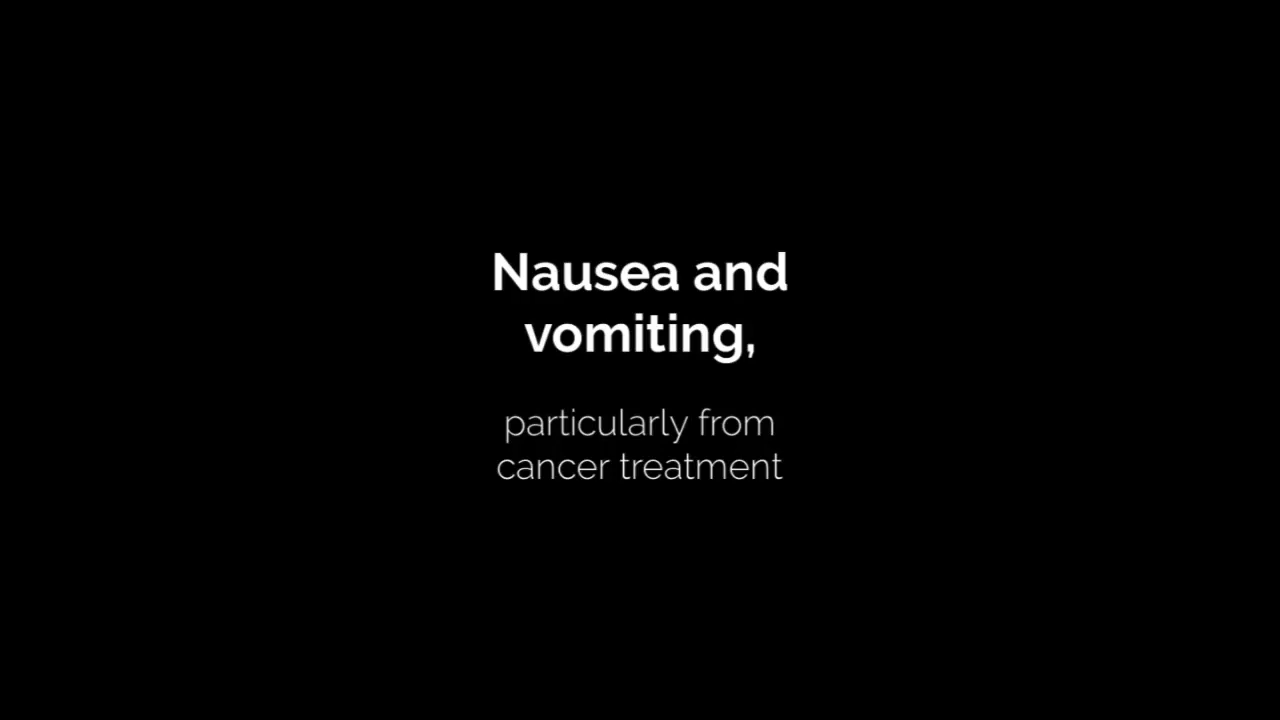 Nausea and
vomiting,
particularly from
cancer treatment